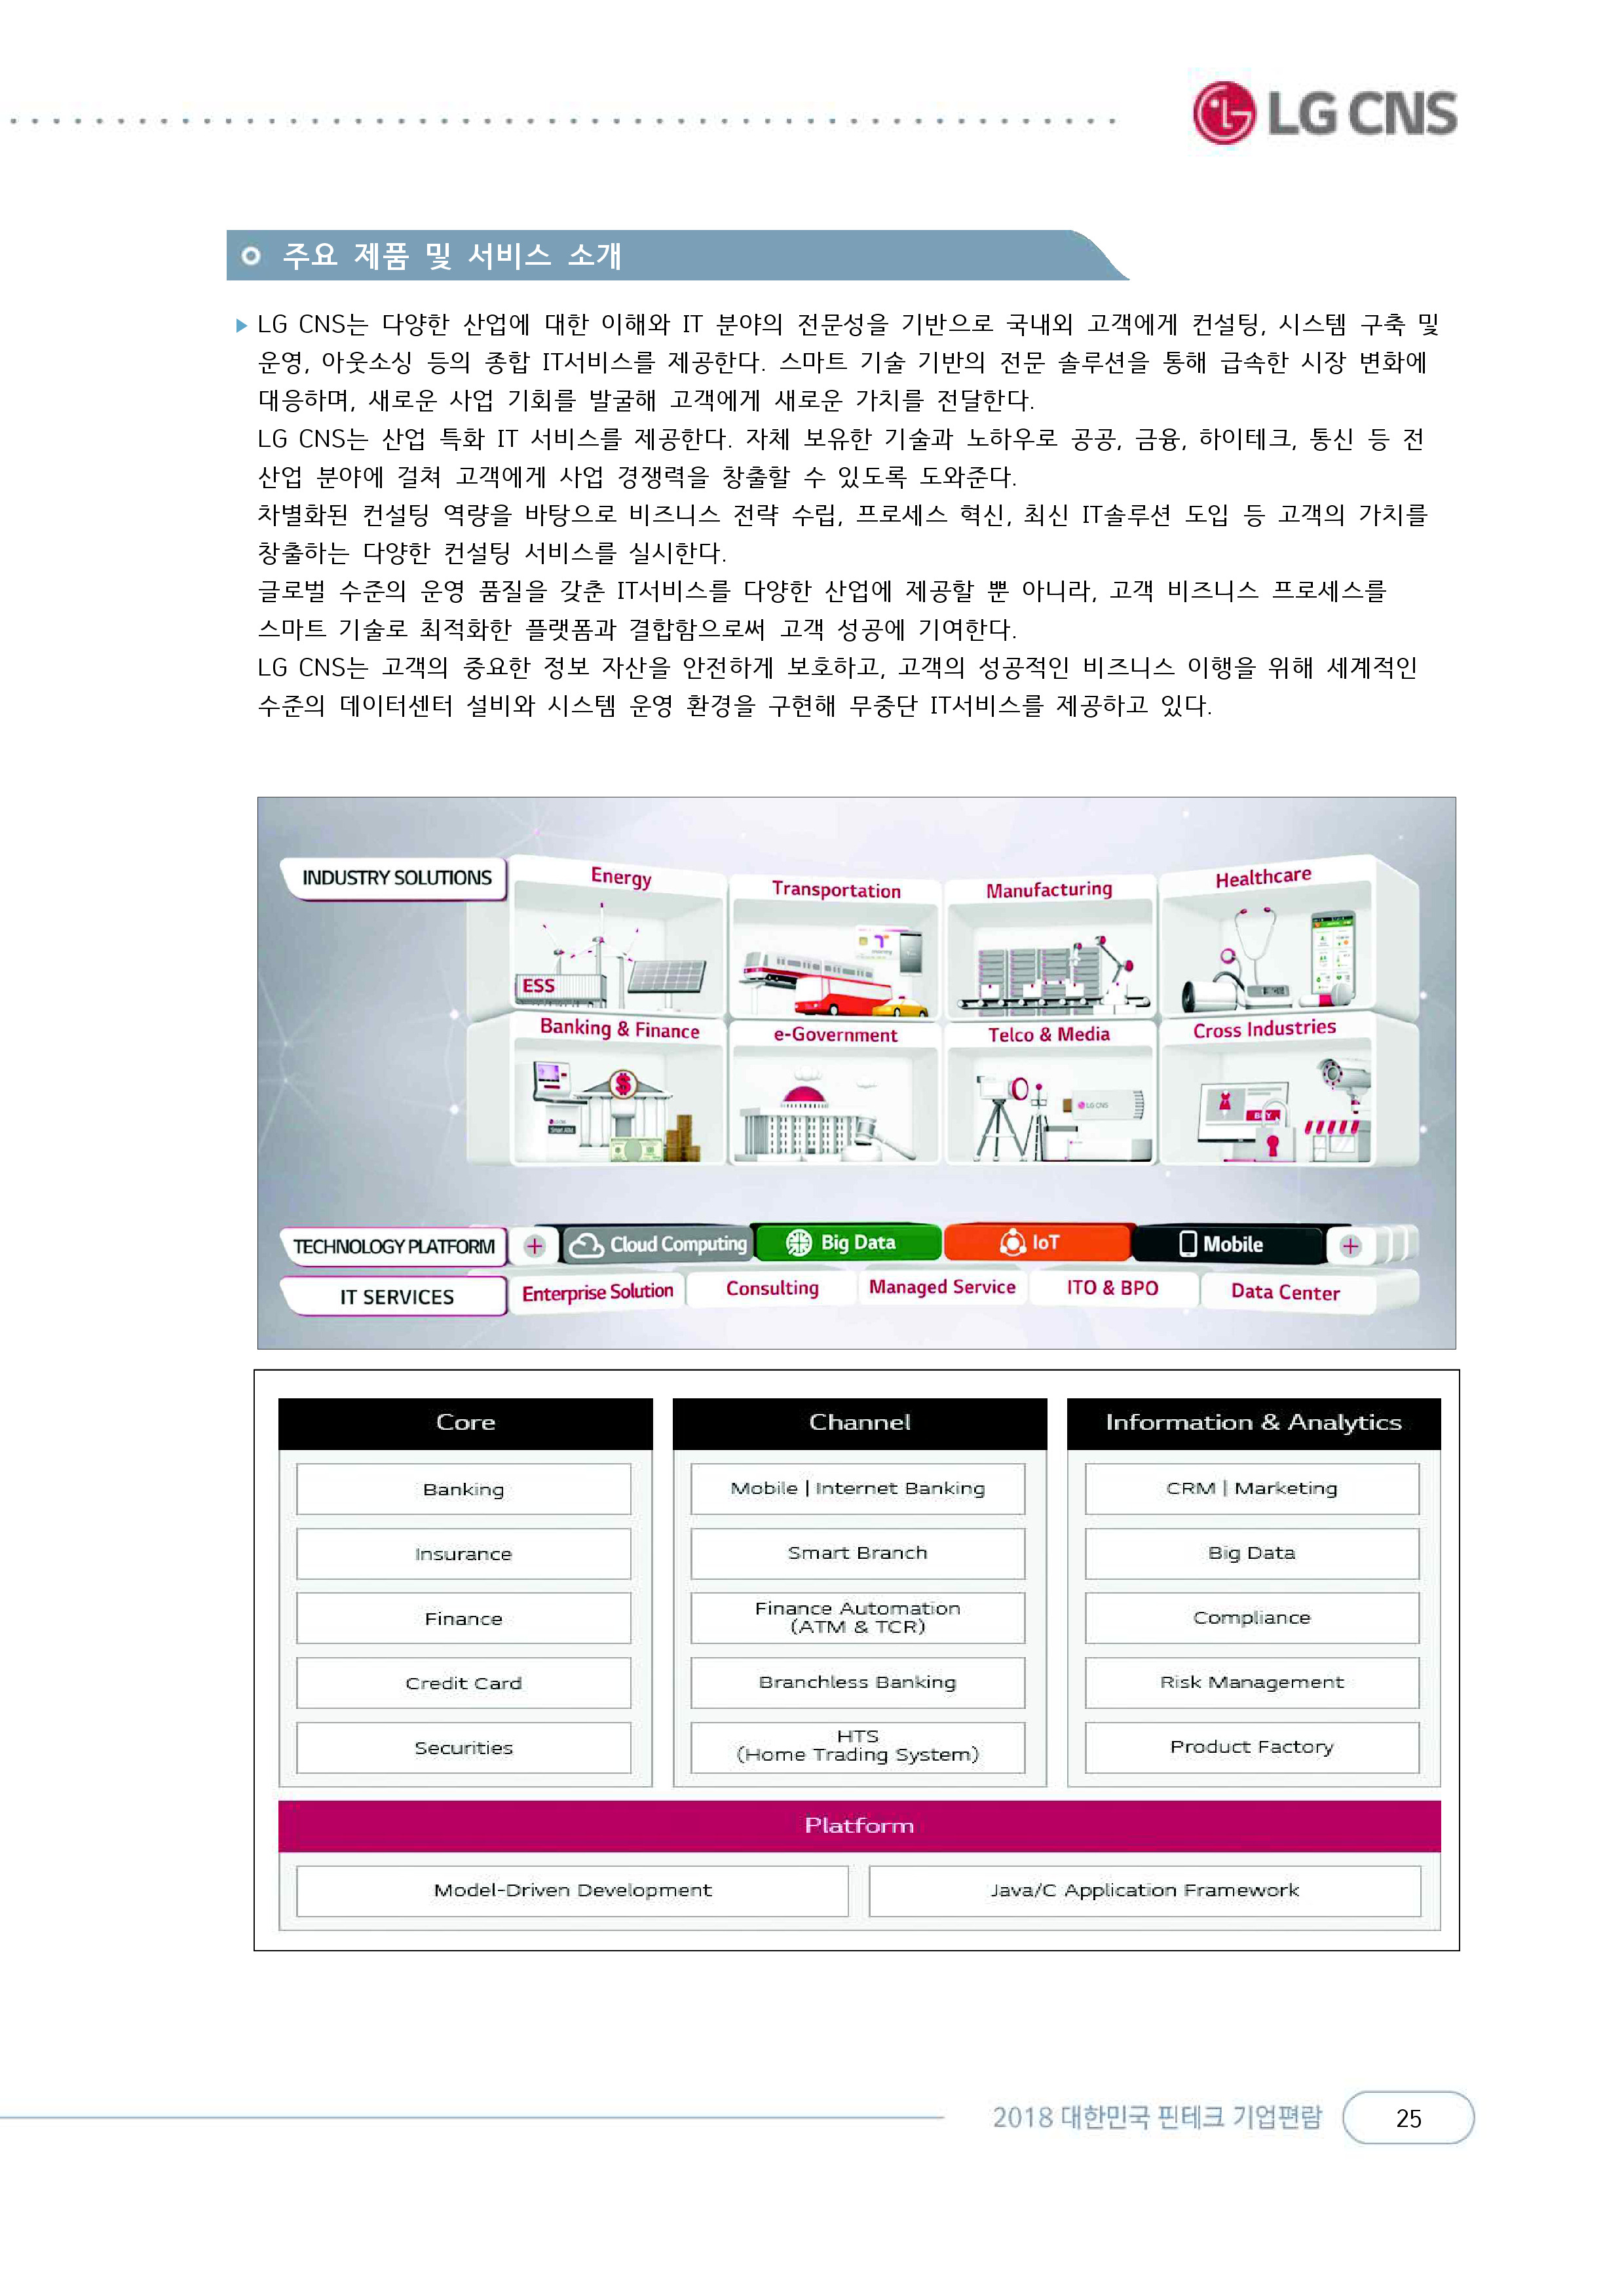 LG CNS
주요 제품 및 서비스 소개
LG CNS는 다양한 산업에 대한 이해와 IT 분야의 전문성을 기반으로 국내외 고객에게 컨설팅, 시스템 구축 및
운영, 아웃소싱 등의 종합 IT서비스를 제공한다. 스마트 기술 기반의 전문 솔루션을 통해 급속한 시장 변화에
대응하며, 새로운 사업 기회를 발굴해 고객에게 새로운 가치를 전달한다.
LG CNS는 산업 특화 IT 서비스를 제공한다. 자체 보유한 기술과 노하우로 공공, 금융, 하이테크, 통신 등 전
산업 분야에 걸쳐 고객에게 사업 경쟁력을 창출할 수 있도록 도와준다.
차별화된 컨설팅 역량을 바탕으로 비즈니스 전략 수립, 프로세스 혁신, 최신 IT솔루션 도입 등 고객의 가치를
창출하는 다양한 컨설팅 서비스를 실시한다.
글로벌 수준의 운영 품질을 갖춘 IT서비스를 다양한 산업에 제공할 뿐 아니라, 고객 비즈니스 프로세스를
스마트 기술로 최적화한 플랫폼과 결합함으로써 고객 성공에 기여한다.
LG CNS는 고객의 중요한 정보 자산을 안전하게 보호하고, 고객의 성공적인 비즈니스 이행을 위해 세계적인
수준의 데이터센터 설비와 시스템 운영 환경을 구현해 무중단 IT서비스를 제공하고 있다.
INDUSTRY SOLUTIONS
Energy
Transportation
Manufacturing
Healthcare
ESS
Banking & Finance
e-Government
Telco & Media
Cross Industries
LG CNS
Smart ATM
LG CNS
BUY
TECHNOLOGY PLATFORM
Cloud Computing
Big Data
IoT
Mobile
IT SERVICES
Enterprise Solution
Consulting
Managed Service
ITO & BPO
Data Center
Core
Banking
Insurance
Finance
Credit Card
Securities
Channel
Mobile | Internet Banking
Smart Branch
Finance Automation
(ATM & TCR)
Branchless Banking
HTS
(Home Trading System)
Information & Analytics
CRM | Marketing
Big Data
Compliance
Risk Management
Product Factory
Platform
Model-Driven Development
Java/C Application Framework
2018 대한민국 핀테크 기업편람
25